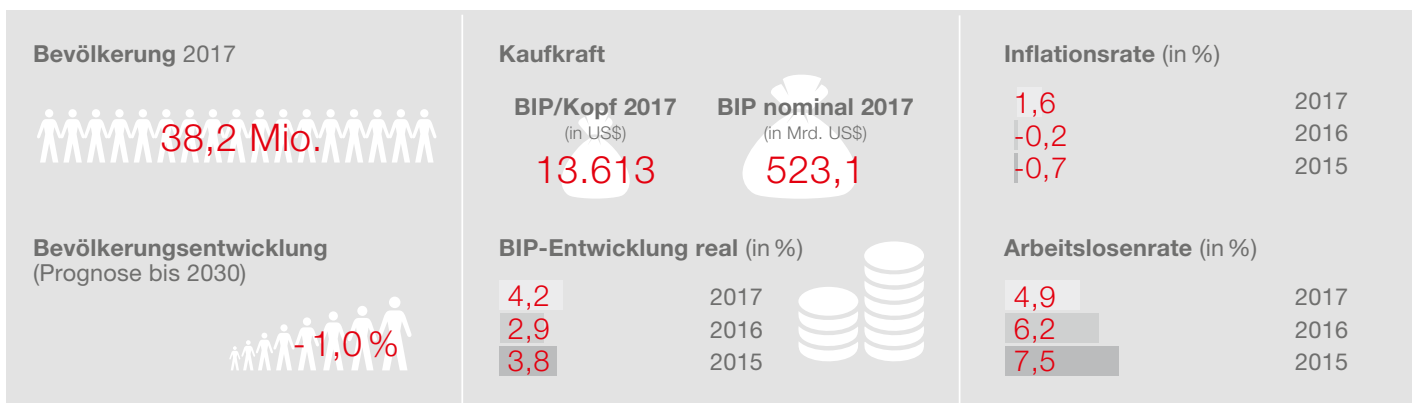 Bevölkerung 2017
38,2 Mio.
Bevölkerungsentwicklung
(Prognose bis 2030)
- 1,0 %
Kaufkraft
BIP/Kopf 2017
(in US$)
13.613
BIP nominal 2017
(in Mrd. US$)
523,1
BIP-Entwicklung real (in %)
4,2 2017
2,9 2016
3,8 2015
Inflationsrate (in %)
1,6 2017
-0,2 2016
-0,7 2015
Arbeitslosenrate (in %)
4,9 2017
6,2 2016
7,5 2015